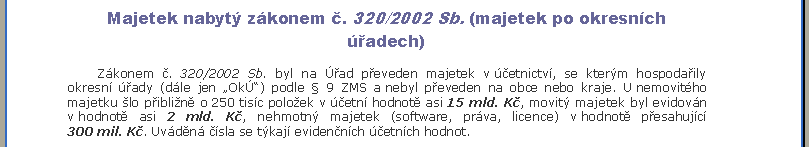 Majetek nabytý zákonem č. 320/2002 Sb. (majetek po okresních
úřadech)
Zákonem č. 320/2002 Sb. byl na Úřad převeden majetek v účetnictví, se kterým hospodařily
okresní úřady (dále jen „OkÚ“) podle § 9 ZMS a nebyl převeden na obce nebo kraje. U nemovitého
majetku šlo přibližně o 250 tisíc položek v účetní hodnotě asi 15 mld. Kč, movitý majetek byl evidován
v hodnotě asi 2 mld. Kč, nehmotný majetek (software, práva, licence) v hodnotě přesahující
300 mil. Kč. Uváděná čísla se týkají evidenčních účetních hodnot.